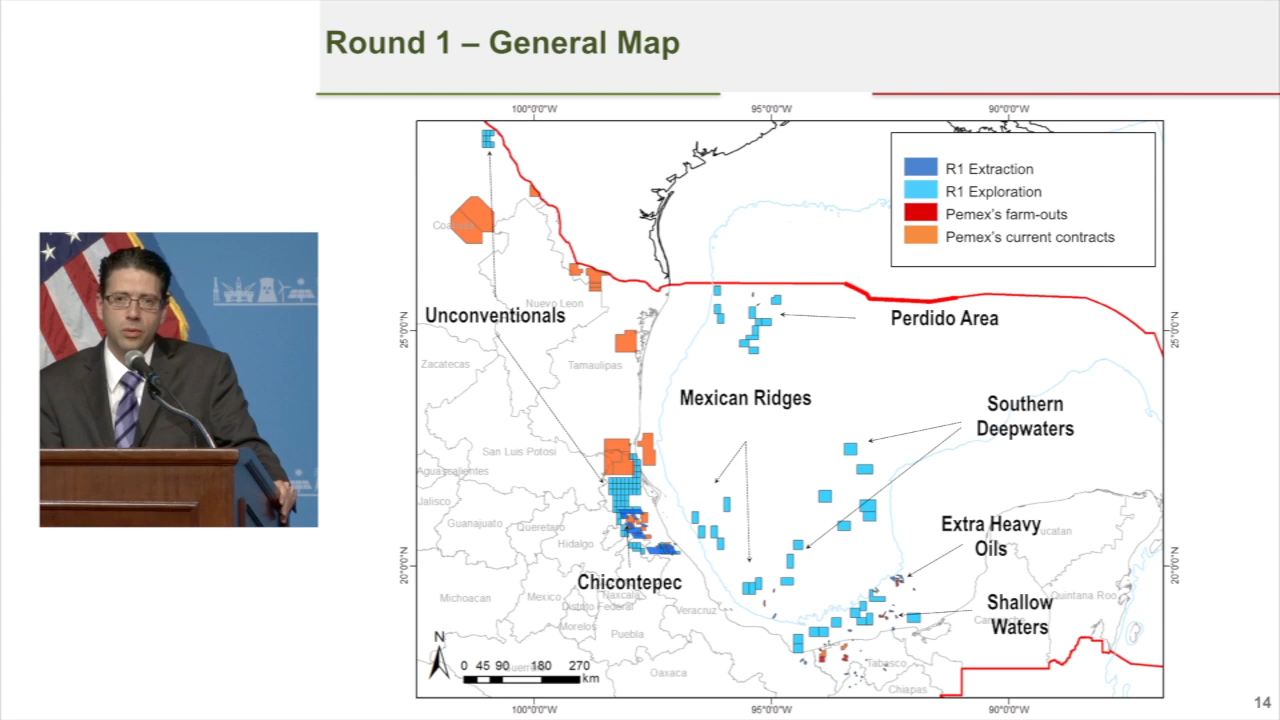 Round 1 – General Map
100°0'0"W 95°0'0"W 90°0'0"W
R1 Extraction
R1 Exploration
Pemex's farm-outs
Pemex's current contracts
25°0'0"N
20°0'0"N
25°0'0"N
20°0'0"N
Nuevo Leon
Unconventionals
Perdido Area
Zacatecas
Tamaulipas
Mexican Ridges
Southern
Deepwaters
San Luis Potosi
Aguascalientes
Jalisco
Guanajuato
Queretaro
Hidalgo
Extra Heavy
Oils
Yucatan
Chicontepec
Michoacan
Mexico
Tlaxcala
Distrito Federal
Morelos
Puebla
Veracruz
Quintana Roo
Shallow
Waters
Oaxaca
Tabasco
Chiapas
N
0 45 90 180 270
km
100°0'0"W 95°0'0"W 90°0'0"W
14